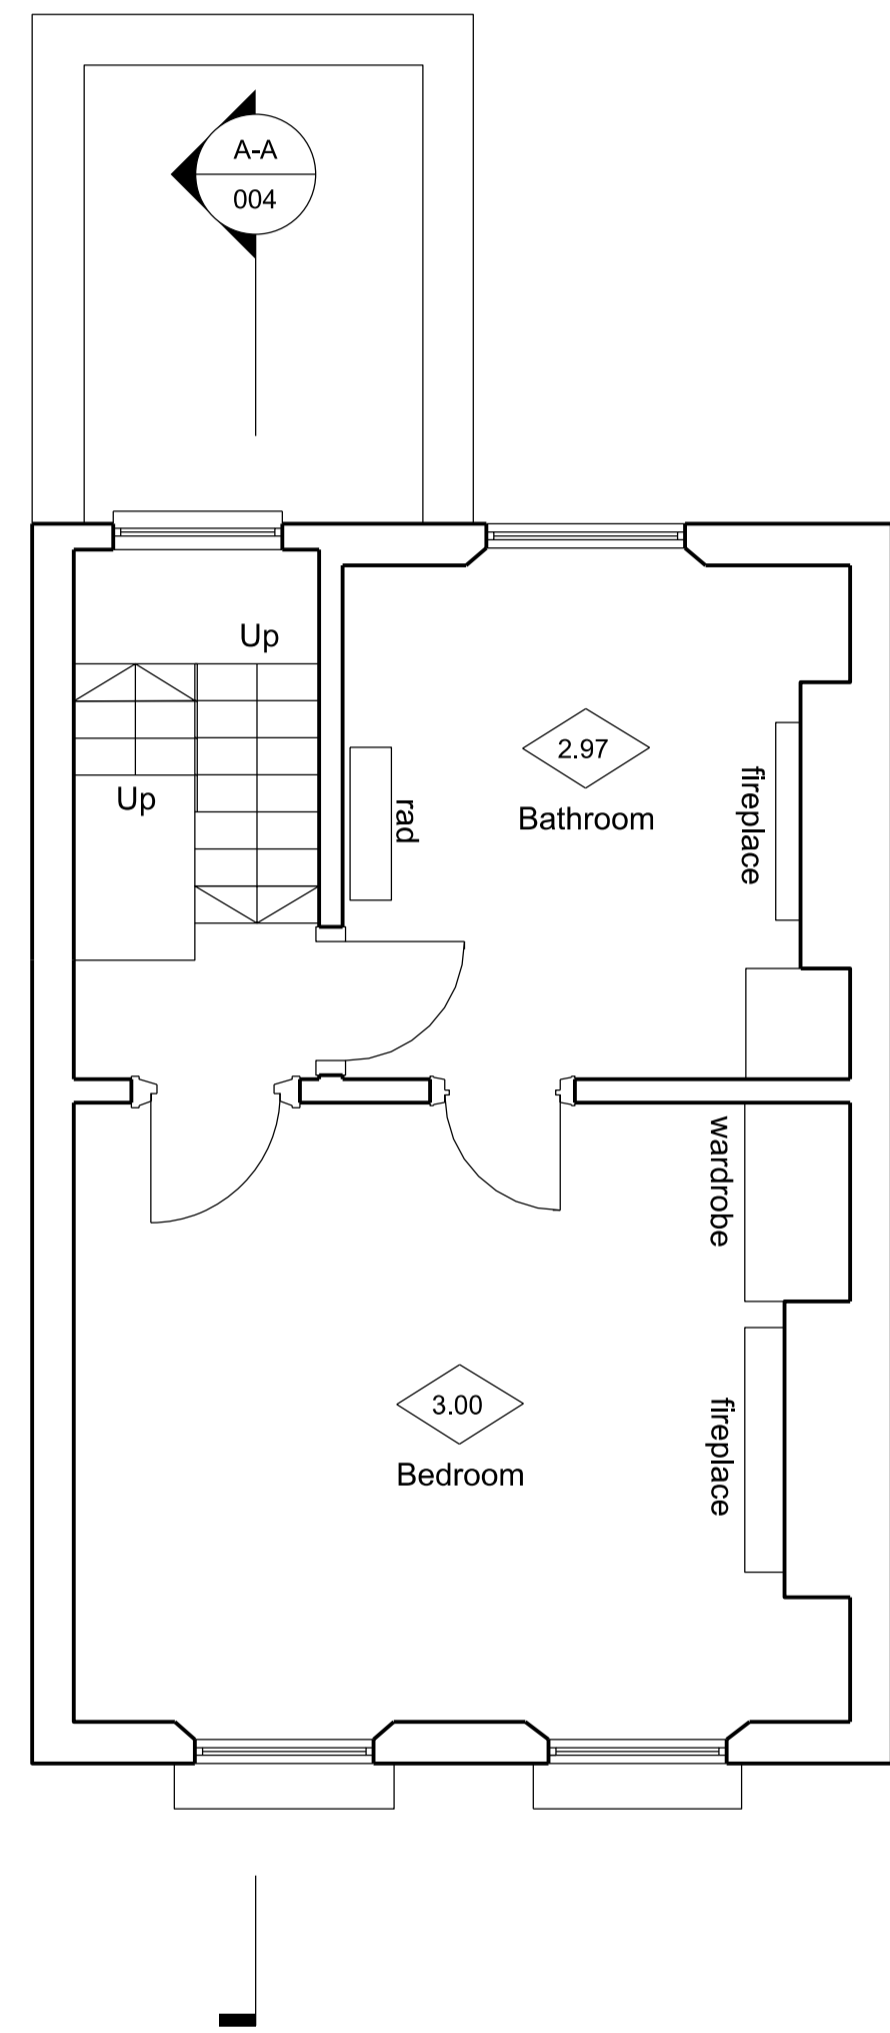 A-A
004
Up
Up
2.97
Bathroom
rad
fireplace
wardrobe
3.00
Bedroom
fireplace